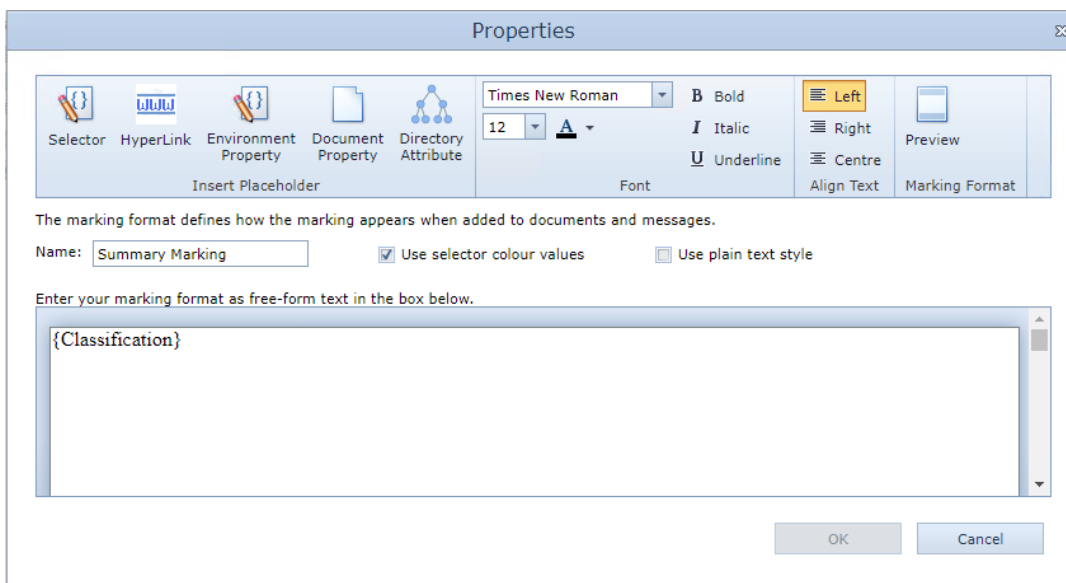 Properties
Selector
HyperLink
Environment
Property
Document
Property
Directory
Attribute
Insert Placeholder
Times New Roman
12
A
B Bold
I Italic
U Underline
Font
Left
Right
Centre
Align Text
Preview
Marking Format
The marking format defines how the marking appears when added to documents and messages.
Name: Summary Marking
Use selector colour values
Use plain text style
Enter your marking format as free-form text in the box below.
{Classification}
OK
Cancel